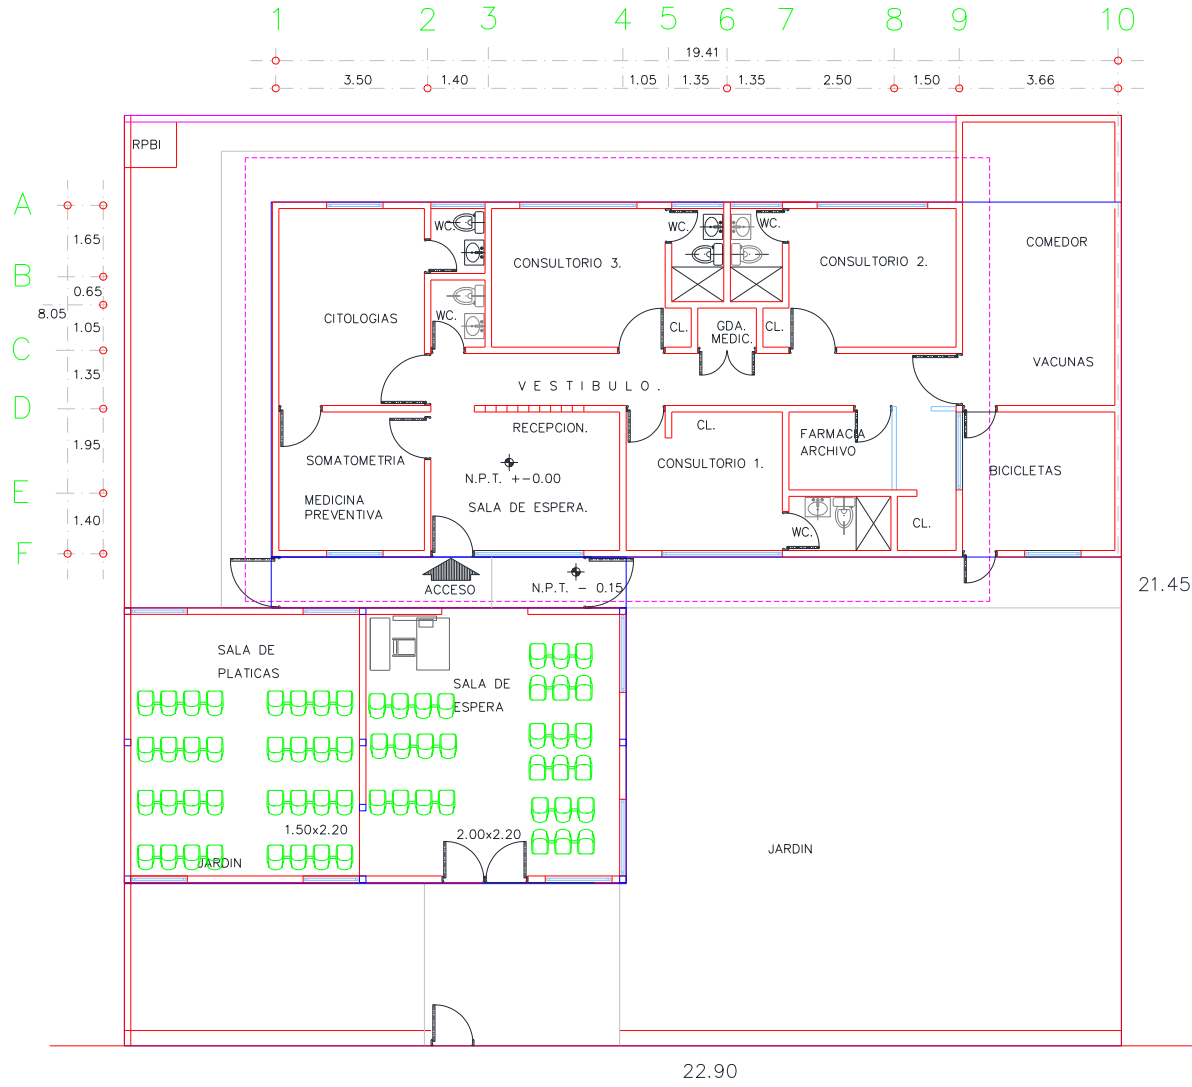 1 2 3 4 5 6 7 8 9 10
19.41
3.50 1.40 1.05 1.35 1.35 2.50 1.50 3.66
RPBI
A
1.65
B
0.65
8.05
1.05
C
1.35
D
1.95
E
1.40
F
WC.
WC.
WC.
COMEDOR
CONSULTORIO 3.
CONSULTORIO 2.
CITOLOGIAS
WC.
CL.
GDA.
MEDIC.
CL.
VACUNAS
VESTIBULO.
RECEPCION.
CL.
FARMACIA
ARCHIVO
SOMATOMETRIA
CONSULTORIO 1.
BICICLETAS
N.P.T. +-0.00
MEDICINA
PREVENTIVA
SALA DE ESPERA.
WC.
CL.
ACCESO
N.P.T. - 0.15
21.45
SALA DE
PLATICAS
SALA DE
ESPERA
1.50x2.20
2.00x2.20
JARDIN
JARDIN
22.90